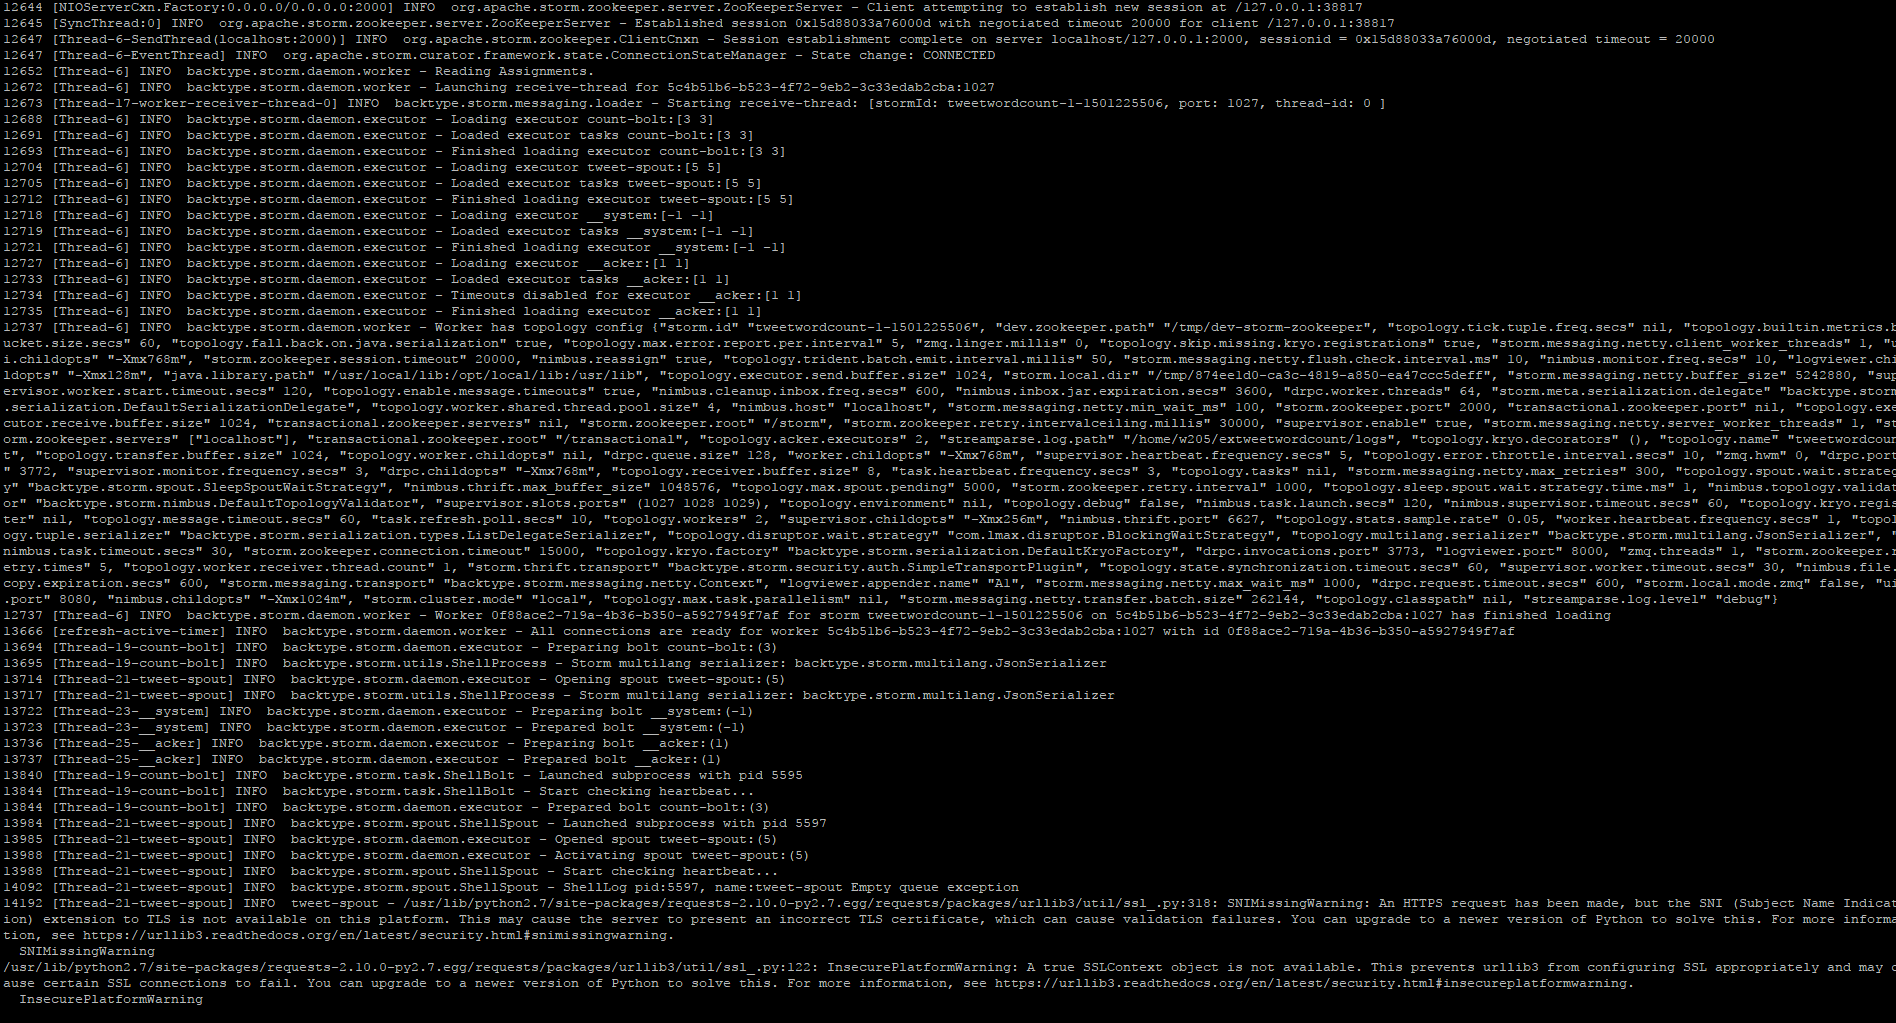 12644 [NIOServerCxn.Factory:0.0.0.0/0.0.0.0:2000] INFO  org.apache.storm.zookeeper.server.ZooKeeperServer - Client attempting to establish new session at /127.0.0.1:38817
12645 [SyncThread:0] INFO  org.apache.storm.zookeeper.server.ZooKeeperServer - Established session 0x15d88033a76000d with negotiated timeout 20000 for client /127.0.0.1:38817
12647 [Thread-6-SendThread(localhost:2000)] INFO  org.apache.storm.zookeeper.ClientCnxn - Session establishment complete on server localhost/127.0.0.1:2000, sessionid = 0x15d88033a76000d, negotiated timeout = 20000
12647 [Thread-6-EventThread] INFO  org.apache.storm.curator.framework.state.ConnectionStateManager - State change: CONNECTED
12652 [Thread-6] INFO  backtype.storm.daemon.worker - Reading Assignments.
12672 [Thread-6] INFO  backtype.storm.daemon.worker - Launching receive-thread for 5c4b51b6-b523-4f72-9eb2-3c33edab2cba:1027
12673 [Thread-17-worker-receiver-thread-0] INFO  backtype.storm.messaging.loader - Starting receive-thread: [stormId: tweetwordcount-1-1501225506, port: 1027, thread-id: 0 ]
12688 [Thread-6] INFO  backtype.storm.daemon.executor - Loading executor count-bolt:[3 3]
12691 [Thread-6] INFO  backtype.storm.daemon.executor - Loaded executor tasks count-bolt:[3 3]
12693 [Thread-6] INFO  backtype.storm.daemon.executor - Finished loading executor count-bolt:[3 3]
12704 [Thread-6] INFO  backtype.storm.daemon.executor - Loading executor tweet-spout:[5 5]
12705 [Thread-6] INFO  backtype.storm.daemon.executor - Loaded executor tasks tweet-spout:[5 5]
12712 [Thread-6] INFO  backtype.storm.daemon.executor - Finished loading executor tweet-spout:[5 5]
12718 [Thread-6] INFO  backtype.storm.daemon.executor - Loading executor __system:[-1 -1]
12719 [Thread-6] INFO  backtype.storm.daemon.executor - Loaded executor tasks __system:[-1 -1]
12721 [Thread-6] INFO  backtype.storm.daemon.executor - Finished loading executor __system:[-1 -1]
12727 [Thread-6] INFO  backtype.storm.daemon.executor - Loading executor __acker:[1 1]
12733 [Thread-6] INFO  backtype.storm.daemon.executor - Loaded executor tasks __acker:[1 1]
12734 [Thread-6] INFO  backtype.storm.daemon.executor - Timeouts disabled for executor __acker:[1 1]
12735 [Thread-6] INFO  backtype.storm.daemon.executor - Finished loading executor __acker:[1 1]
12737 [Thread-6] INFO  backtype.storm.daemon.worker - Worker has topology config {"storm.id" "tweetwordcount-1-1501225506", "dev.zookeeper.path" "/tmp/dev-storm-zookeeper", "topology.tick.tuple.freq.secs" nil, "topology.builtin.metrics.b
ucket.size.secs" 60, "topology.fall.back.on.java.serialization" true, "topology.max.error.report.per.interval" 5, "zmq.linger.millis" 0, "topology.skip.missing.kryo.registrations" true, "storm.messaging.netty.client_worker_threads" 1, "u
i.childopts" "-Xmx768m", "storm.zookeeper.session.timeout" 20000, "nimbus.reassign" true, "topology.trident.batch.emit.interval.millis" 50, "storm.messaging.netty.flush.check.interval.ms" 10, "nimbus.monitor.freq.secs" 10, "logviewer.chi
ldopts" "-Xmx128m", "java.library.path" "/usr/local/lib:/opt/local/lib:/usr/lib", "topology.executor.send.buffer.size" 1024, "storm.local.dir" "/tmp/874ee1d0-ca3c-4819-a850-ea47ccc5deff", "storm.messaging.netty.buffer_size" 5242880, "sup
ervisor.worker.start.timeout.secs" 120, "topology.enable.message.timeouts" true, "nimbus.cleanup.inbox.freq.secs" 600, "nimbus.inbox.jar.expiration.secs" 3600, "drpc.worker.threads" 64, "storm.meta.serialization.delegate" "backtype.storm
.serialization.DefaultSerializationDelegate", "topology.worker.shared.thread.pool.size" 4, "nimbus.host" "localhost", "storm.messaging.netty.min_wait_ms" 100, "storm.zookeeper.port" 2000, "transactional.zookeeper.port" nil, "topology.exe
cutor.receive.buffer.size" 1024, "transactional.zookeeper.servers" nil, "storm.zookeeper.root" "/storm", "storm.zookeeper.retry.intervalceiling.millis" 30000, "supervisor.enable" true, "storm.messaging.netty.server_worker_threads" 1, "st
orm.zookeeper.servers" ["localhost"], "transactional.zookeeper.root" "/transactional", "topology.acker.executors" 2, "streamparse.log.path" "/home/w205/extweetwordcount/logs", "topology.kryo.decorators" (), "topology.name" "tweetwordcoun
t", "topology.transfer.buffer.size" 1024, "topology.worker.childopts" nil, "drpc.queue.size" 128, "worker.childopts" "-Xmx768m", "supervisor.heartbeat.frequency.secs" 5, "topology.error.throttle.interval.secs" 10, "zmq.hwm" 0, "drpc.port
" 3772, "supervisor.monitor.frequency.secs" 3, "drpc.childopts" "-Xmx768m", "topology.receiver.buffer.size" 8, "task.heartbeat.frequency.secs" 3, "topology.tasks" nil, "storm.messaging.netty.max_retries" 300, "topology.spout.wait.strateg
y" "backtype.storm.spout.SleepSpoutWaitStrategy", "nimbus.thrift.max_buffer_size" 1048576, "topology.max.spout.pending" 5000, "storm.zookeeper.retry.interval" 1000, "topology.sleep.spout.wait.strategy.time.ms" 1, "nimbus.topology.validat
or" "backtype.storm.nimbus.DefaultTopologyValidator", "supervisor.slots.ports" (1027 1028 1029), "topology.environment" nil, "topology.debug" false, "nimbus.task.launch.secs" 120, "nimbus.supervisor.timeout.secs" 60, "topology.kryo.regis
ter" nil, "topology.message.timeout.secs" 60, "task.refresh.poll.secs" 10, "topology.workers" 2, "supervisor.childopts" "-Xmx256m", "nimbus.thrift.port" 6627, "topology.stats.sample.rate" 0.05, "worker.heartbeat.frequency.secs" 1, "topol
ogy.tuple.serializer" "backtype.storm.serialization.types.ListDelegateSerializer", "topology.disruptor.wait.strategy" "com.lmax.disruptor.BlockingWaitStrategy", "topology.multilang.serializer" "backtype.storm.multilang.JsonSerializer", "
nimbus.task.timeout.secs" 30, "storm.zookeeper.connection.timeout" 15000, "topology.kryo.factory" "backtype.storm.serialization.DefaultKryoFactory", "drpc.invocations.port" 3773, "logviewer.port" 8000, "zmq.threads" 1, "storm.zookeeper.r
etry.times" 5, "topology.worker.receiver.thread.count" 1, "storm.thrift.transport" "backtype.storm.security.auth.SimpleTransportPlugin", "topology.state.synchronization.timeout.secs" 60, "supervisor.worker.timeout.secs" 30, "nimbus.file.
copy.expiration.secs" 600, "storm.messaging.transport" "backtype.storm.messaging.netty.Context", "logviewer.appender.name" "A1", "storm.messaging.netty.max_wait_ms" 1000, "drpc.request.timeout.secs" 600, "storm.local.mode.zmq" false, "ui
.port" 8080, "nimbus.childopts" "-Xmx1024m", "storm.cluster.mode" "local", "topology.max.task.parallelism" nil, "storm.messaging.netty.transfer.batch.size" 262144, "topology.classpath" nil, "streamparse.log.level" "debug"}
12737 [Thread-6] INFO  backtype.storm.daemon.worker - Worker 0f88ace2-719a-4b36-b350-a5927949f7af for storm tweetwordcount-1-1501225506 on 5c4b51b6-b523-4f72-9eb2-3c33edab2cba:1027 has finished loading
13666 [refresh-active-timer] INFO  backtype.storm.daemon.worker - All connections are ready for worker 5c4b51b6-b523-4f72-9eb2-3c33edab2cba:1027 with id 0f88ace2-719a-4b36-b350-a5927949f7af
13694 [Thread-19-count-bolt] INFO  backtype.storm.daemon.executor - Preparing bolt count-bolt:(3)
13695 [Thread-19-count-bolt] INFO  backtype.storm.utils.ShellProcess - Storm multilang serializer: backtype.storm.multilang.JsonSerializer
13714 [Thread-21-tweet-spout] INFO  backtype.storm.daemon.executor - Opening spout tweet-spout:(5)
13717 [Thread-21-tweet-spout] INFO  backtype.storm.utils.ShellProcess - Storm multilang serializer: backtype.storm.multilang.JsonSerializer
13722 [Thread-23-__system] INFO  backtype.storm.daemon.executor - Preparing bolt __system:(-1)
13723 [Thread-23-__system] INFO  backtype.storm.daemon.executor - Prepared bolt __system:(-1)
13736 [Thread-25-__acker] INFO  backtype.storm.daemon.executor - Preparing bolt __acker:(1)
13737 [Thread-25-__acker] INFO  backtype.storm.daemon.executor - Prepared bolt __acker:(1)
13840 [Thread-19-count-bolt] INFO  backtype.storm.task.ShellBolt - Launched subprocess with pid 5595
13844 [Thread-19-count-bolt] INFO  backtype.storm.task.ShellBolt - Start checking heartbeat...
13844 [Thread-19-count-bolt] INFO  backtype.storm.daemon.executor - Prepared bolt count-bolt:(3)
13984 [Thread-21-tweet-spout] INFO  backtype.storm.spout.ShellSpout - Launched subprocess with pid 5597
13985 [Thread-21-tweet-spout] INFO  backtype.storm.daemon.executor - Opened spout tweet-spout:(5)
13988 [Thread-21-tweet-spout] INFO  backtype.storm.daemon.executor - Activating spout tweet-spout:(5)
13988 [Thread-21-tweet-spout] INFO  backtype.storm.spout.ShellSpout - Start checking heartbeat...
14092 [Thread-21-tweet-spout] INFO  backtype.storm.spout.ShellSpout - ShellLog pid:5597, name:tweet-spout Empty queue exception
14192 [Thread-21-tweet-spout] INFO  tweet-spout - /usr/lib/python2.7/site-packages/requests-2.10.0-py2.7.egg/requests/packages/urllib3/util/ssl_.py:318: SNIMissingWarning: An HTTPS request has been made, but the SNI (Subject Name Indicat
ion) extension to TLS is not available on this platform. This may cause the server to present an incorrect TLS certificate, which can cause validation failures. You can upgrade to a newer version of Python to solve this. For more informa
tion, see https://urllib3.readthedocs.org/en/latest/security.html#snimissingwarning.
  SNIMissingWarning
/usr/lib/python2.7/site-packages/requests-2.10.0-py2.7.egg/requests/packages/urllib3/util/ssl_.py:122: InsecurePlatformWarning: A true SSLContext object is not available. This prevents urllib3 from configuring SSL appropriately and may c
ause certain SSL connections to fail. You can upgrade to a newer version of Python to solve this. For more information, see https://urllib3.readthedocs.org/en/latest/security.html#insecureplatformwarning.
  InsecurePlatformWarning